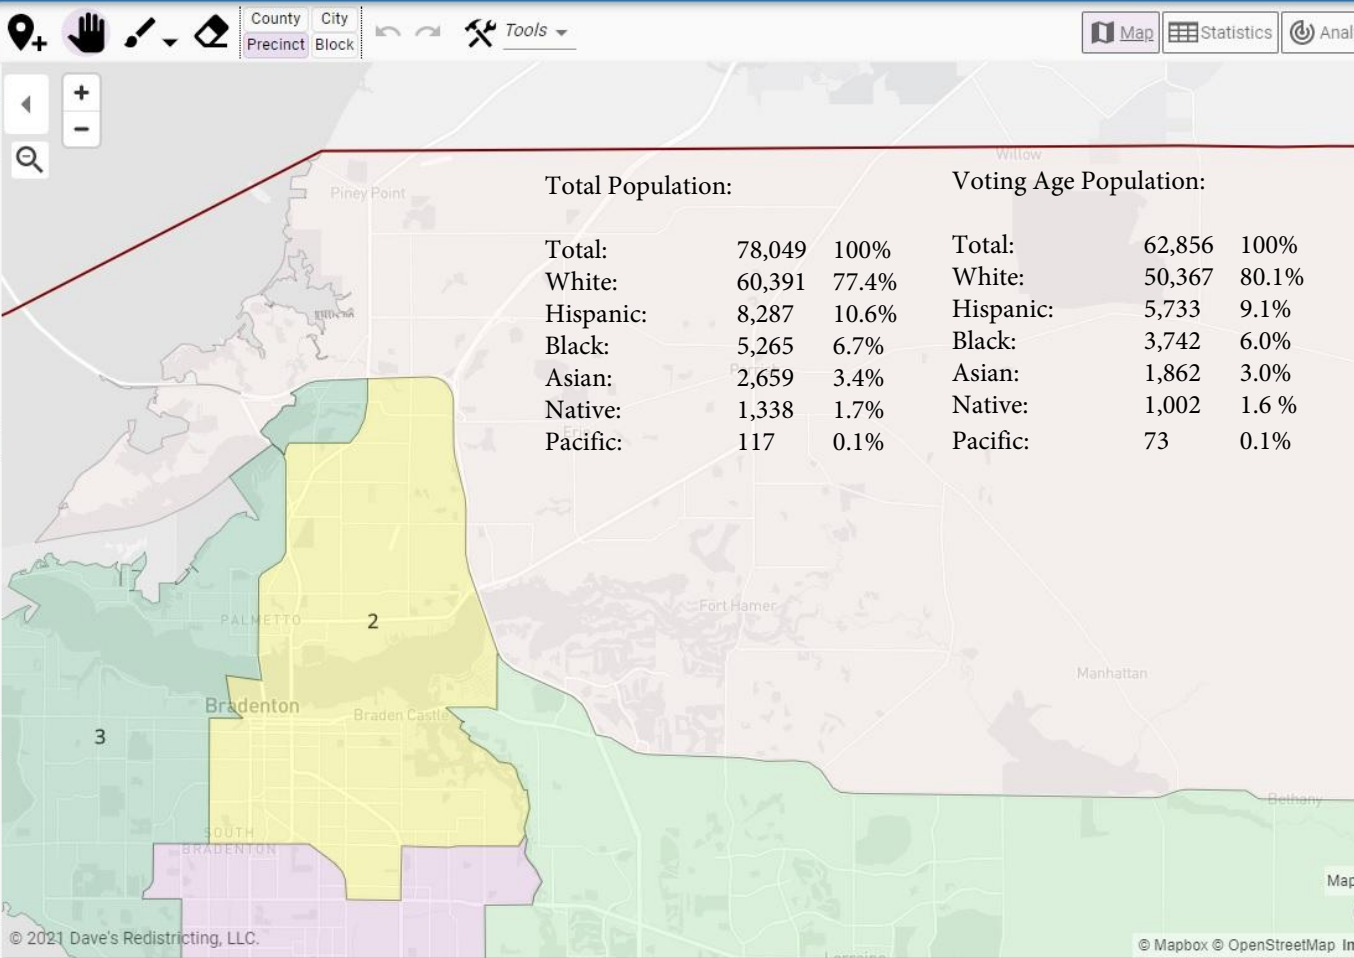 County City
Precinct Block
Tools
Map Statistics Anal
+
−
Willow
Piney Point
Total Population:
Total: 78,049 100%
White: 60,391 77.4%
Hispanic: 8,287 10.6%
Black: 5,265 6.7%
Asian: 2,659 3.4%
Native: 1,338 1.7%
Pacific: 117 0.1%
Voting Age Population:
Total: 62,856 100%
White: 50,367 80.1%
Hispanic: 5,733 9.1%
Black: 3,742 6.0%
Asian: 1,862 3.0%
Native: 1,002 1.6 %
Pacific: 73 0.1%
Fort Hamer
2
PALMETTO
Manhattan
Bradenton
Braden Castle
3
Bethany
SOUTH
BRADENTON
Map
© 2021 Dave's Redistricting, LLC.
© Mapbox © OpenStreetMap Im
Lorraine